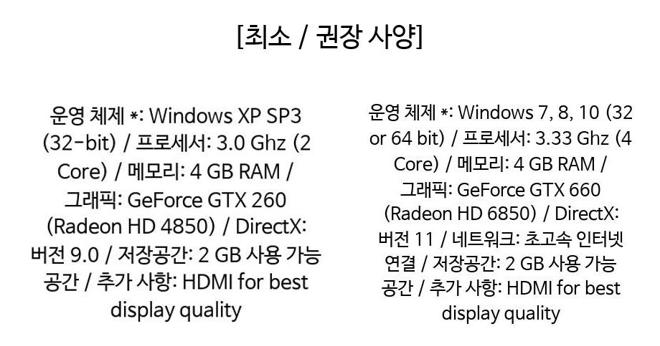 [최소 / 권장 사양]
운영 체제 *: Windows XP SP3
(32-bit) / 프로세서: 3.0 Ghz (2
Core) / 메모리: 4 GB RAM /
그래픽: GeForce GTX 260
(Radeon HD 4850) / DirectX:
버전 9.0 / 저장공간: 2 GB 사용 가능
공간 / 추가 사항: HDMI for best
display quality
운영 체제 *: Windows 7, 8, 10 (32
or 64 bit) / 프로세서: 3.33 Ghz (4
Core) / 메모리: 4 GB RAM /
그래픽: GeForce GTX 660
(Radeon HD 6850) / DirectX:
버전 11 / 네트워크: 초고속 인터넷
연결 / 저장공간: 2 GB 사용 가능
공간 / 추가 사항: HDMI for best
display quality